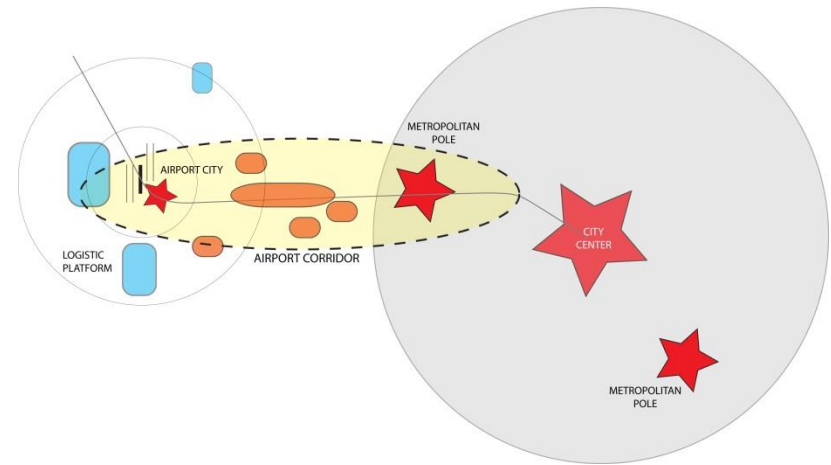 METROPOLITAN
POLE
AIRPORT CITY
CITY
CENTER
LOGISTIC
PLATFORM
AIRPORT CORRIDOR
METROPOLITAN
POLE